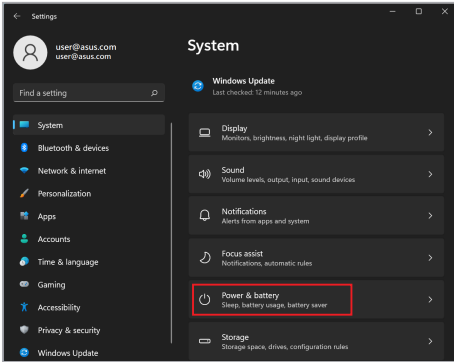 Settings
user@asus.com
user@asus.com
Find a setting
System
Bluetooth & devices
Network & internet
Personalization
Apps
Accounts
Time & language
Gaming
Accessibility
Privacy & security
Windows Update
System
Windows Update
Last checked: 12 minutes ago
Display
Monitors, brightness, night light, display profile
Sound
Volume levels, output, input, sound devices
Notifications
Alerts from apps and system
Focus assist
Notifications, automatic rules
Power & battery
Sleep, battery usage, battery saver
Storage
Storage space, drives, configuration rules